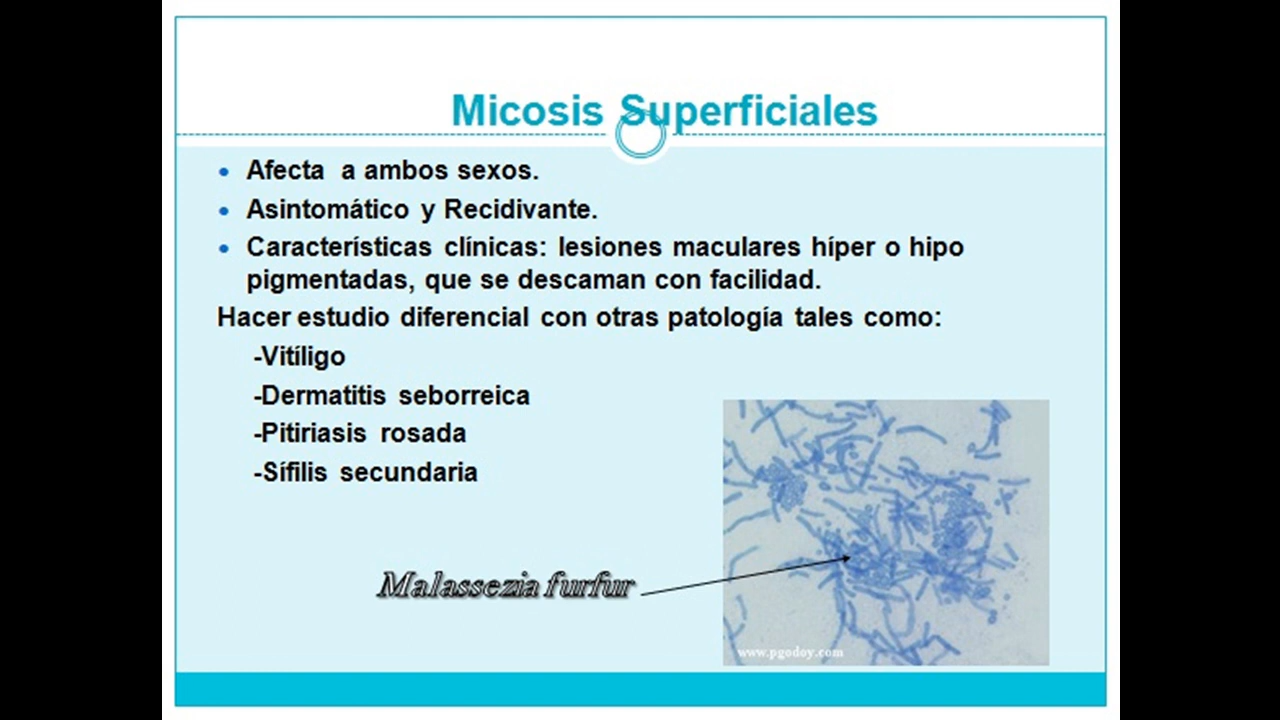 Micosis Superficiales
• Afecta a ambos sexos.
• Asintomático y Recidivante.
• Características clínicas: lesiones maculares híper o hipo
pigmentadas, que se descaman con facilidad.
Hacer estudio diferencial con otras patología tales como:
-Vitíligo
-Dermatitis seborreica
-Pitiriasis rosada
-Sífilis secundaria
Malassezia furfur
www.pgodoy.com